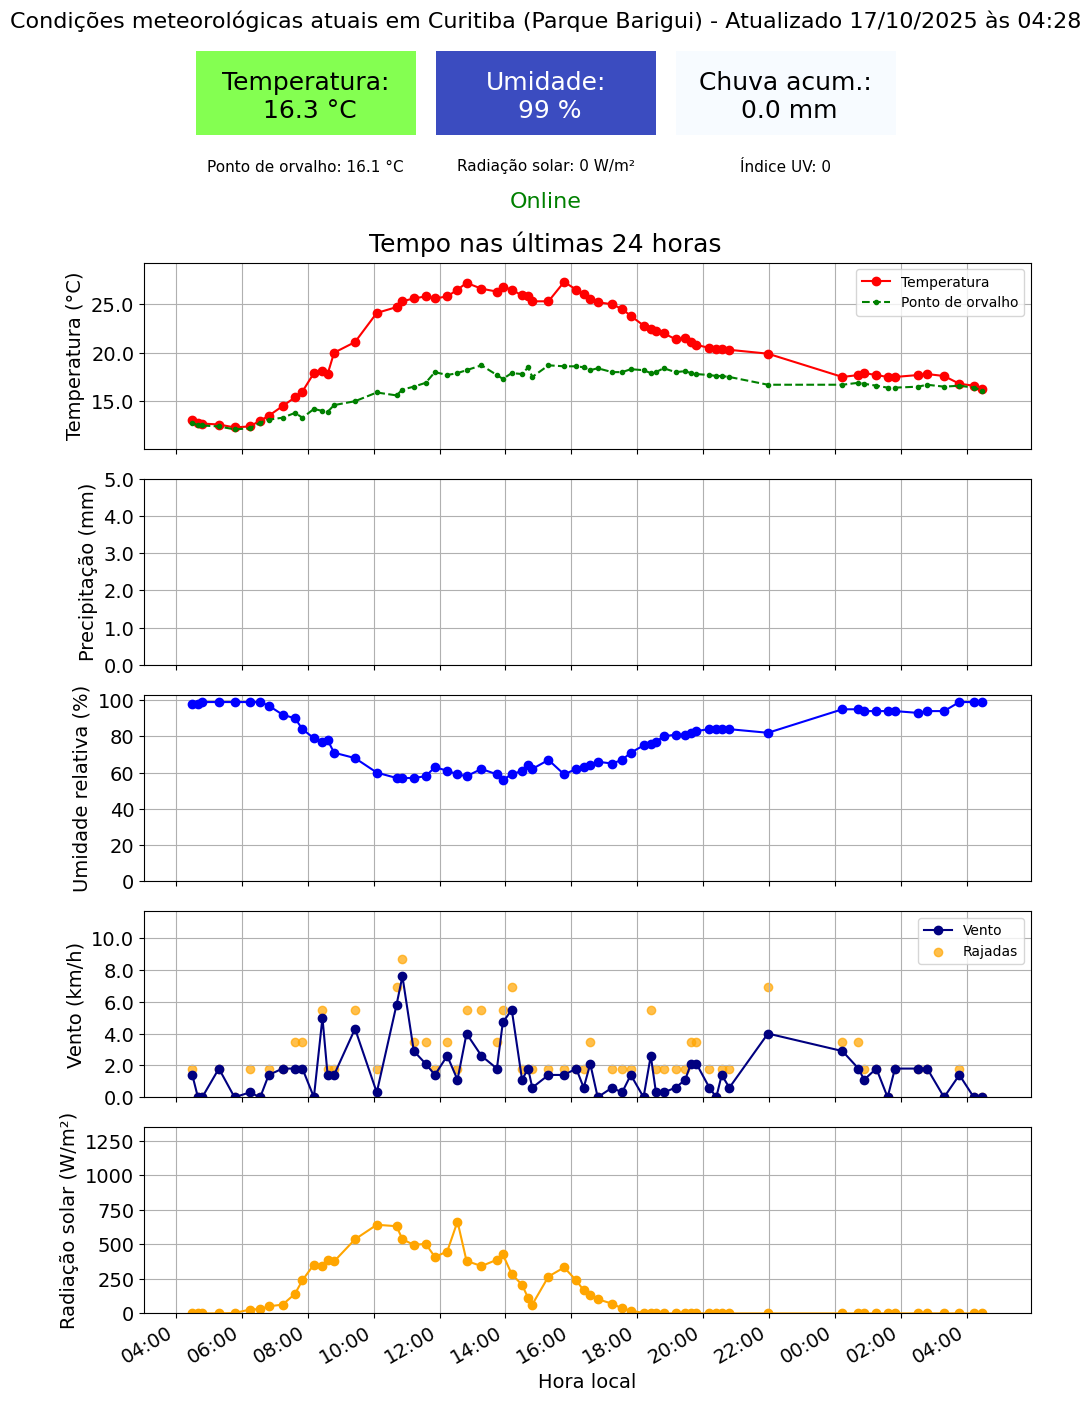 Condições meteorológicas atuais em Curitiba (Parque Barigui) - Atualizado 17/10/2025 às 04:28
Temperatura:
16.3 °C
Umidade:
99 %
Chuva acum.:
0.0 mm
Ponto de orvalho: 16.1 °C
Radiação solar: 0 W/m²
Índice UV: 0
Online
Tempo nas últimas 24 horas
Temperatura (°C)
25.0
20.0
15.0
Temperatura
Ponto de orvalho
Precipitação (mm)
5.0
4.0
3.0
2.0
1.0
0.0
Umidade relativa (%)
100
80
60
40
20
0
Vento (km/h)
10.0
8.0
6.0
4.0
2.0
0.0
Vento
Rajadas
Radiação solar (W/m²)
1250
1000
750
500
250
0
04:00 06:00 08:00 10:00 12:00 14:00 16:00 18:00 20:00 22:00 00:00 02:00 04:00
Hora local